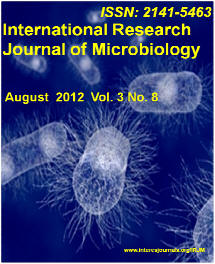 ISSN: 2141-5463
International Research
Journal of Microbiology
August 2012 Vol. 3 No. 8
www.interesjournals.org/IRJM